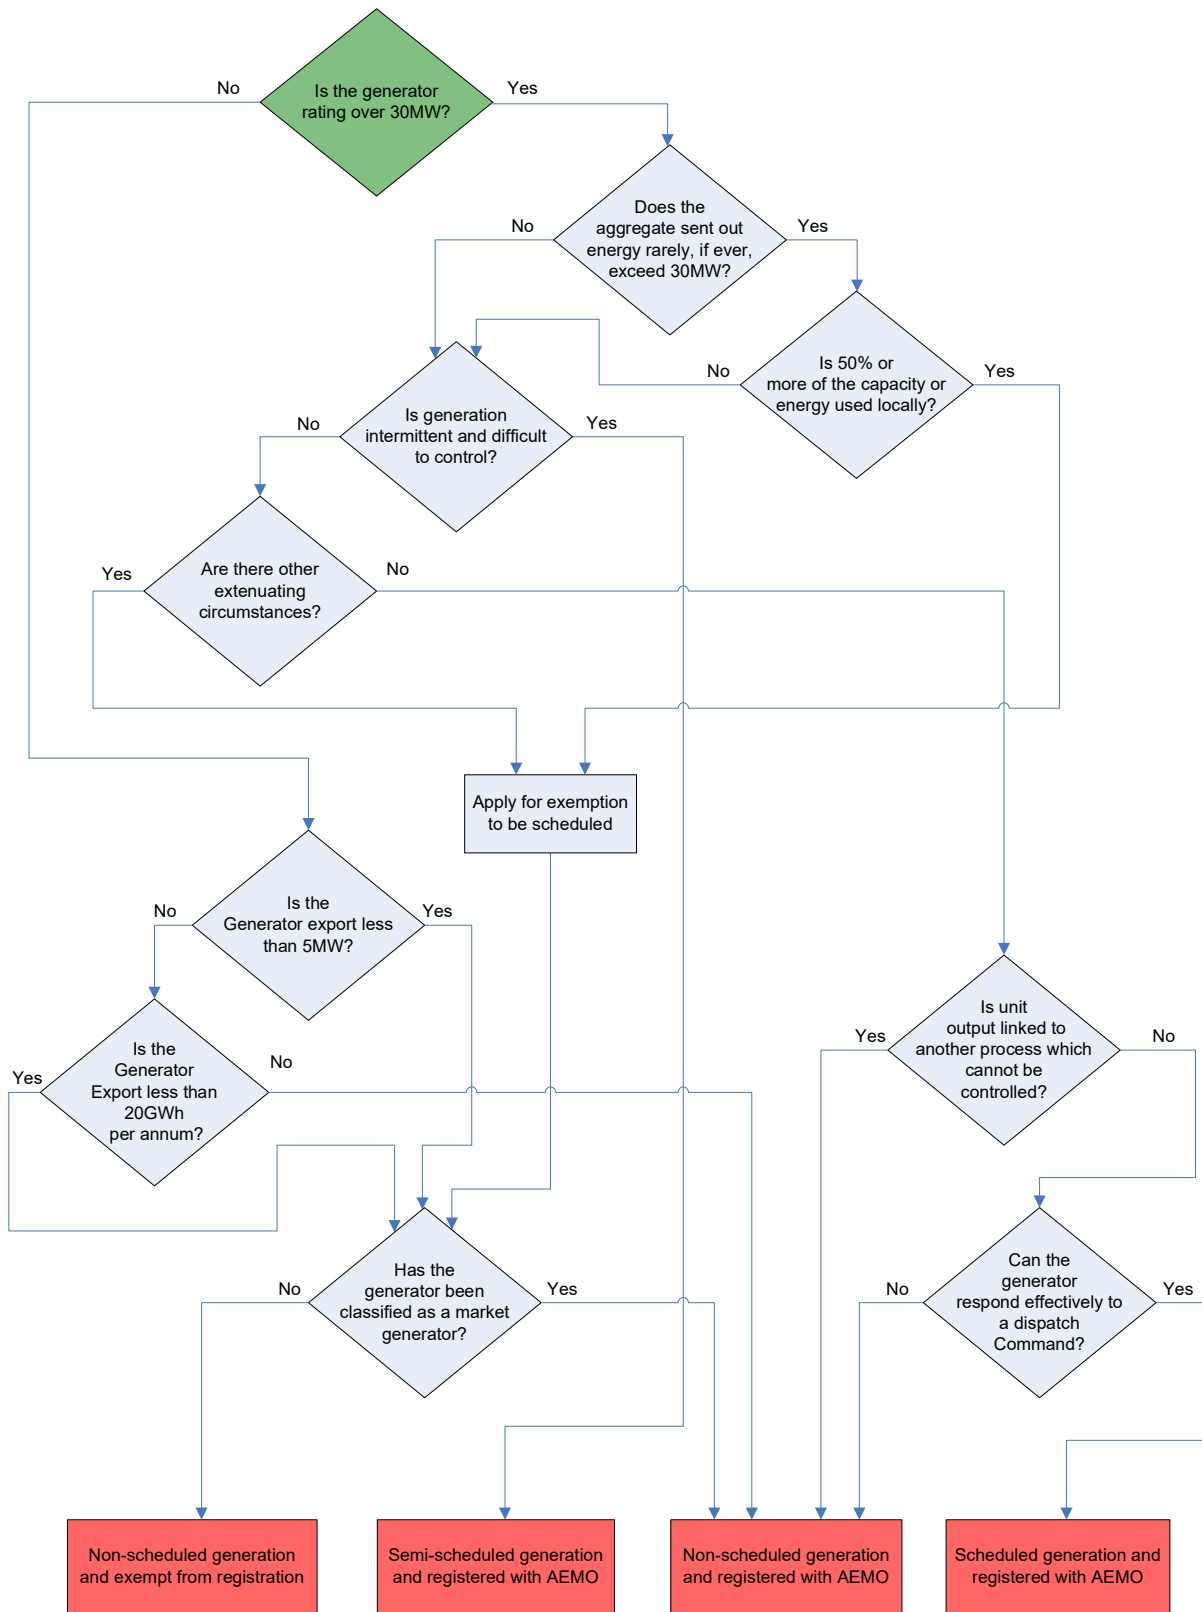 No
Yes
Is the generator
rating over 30MW?
Does the
aggregate sent out
energy rarely, if ever,
exceed 30MW?
No
Yes
Is 50% or
more of the capacity or
energy used locally?
No
Yes
Is generation
intermittent and difficult
to control?
No
Yes
Are there other
extenuating
circumstances?
Yes
No
Apply for exemption
to be scheduled
Is the
Generator export less
than 5MW?
No
Yes
Is the
Generator
Export less than
20GWh
per annum?
Yes
No
Is unit
output linked to
another process which
cannot be
controlled?
Yes
No
Has the
generator been
classified as a market
generator?
No
Yes
Can the
generator
respond effectively to
a dispatch
Command?
No
Yes
Non-scheduled generation
and exempt from registration
Semi-scheduled generation
and registered with AEMO
Non-scheduled generation
and registered with AEMO
Scheduled generation and
registered with AEMO